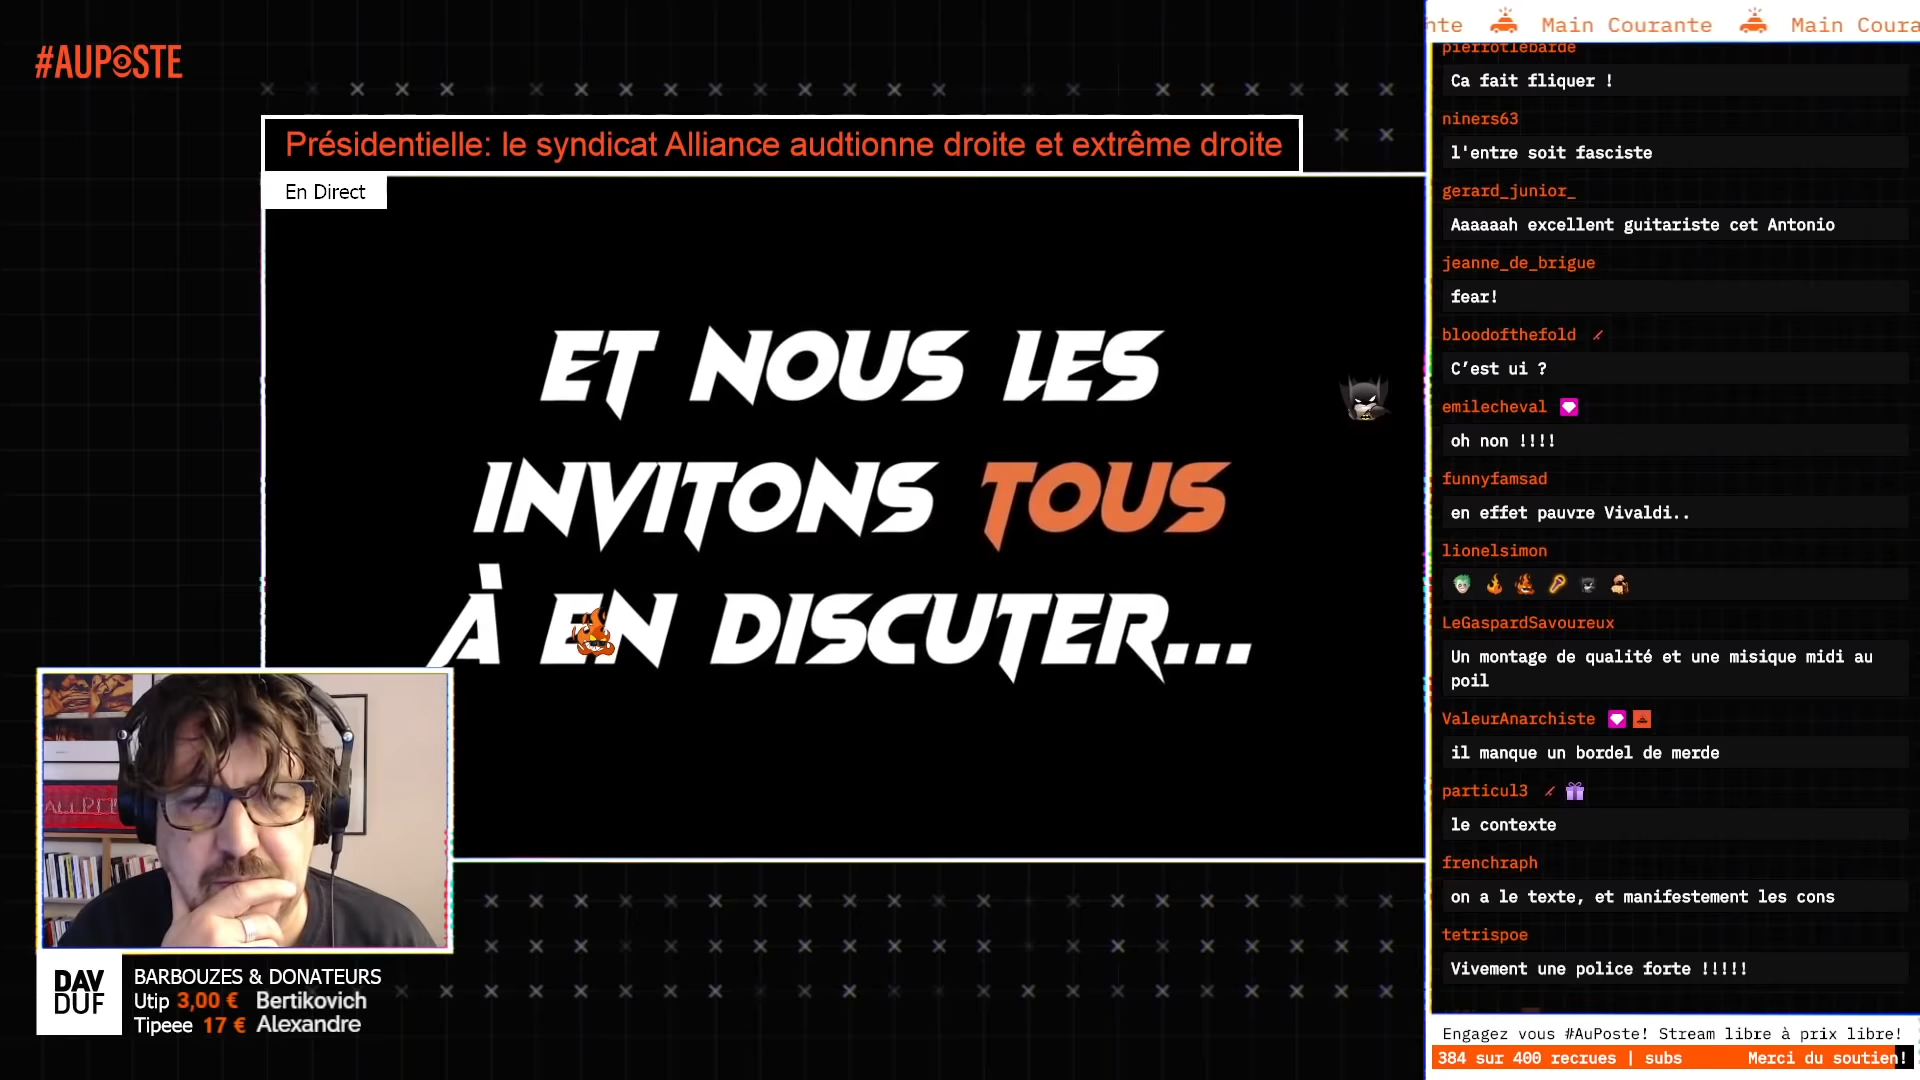 #AUPOSTE
Présidentielle: le syndicat Alliance audtionne droite et extrême droite
En Direct
ET NOUS LES
INVITONS TOUS
À EN DISCUTER...
DAV
DUF
BARBOUZES & DONATEURS
Utip 3,00 € Bertikovich
Tipeee 17 € Alexandre
nte Main Courante Main Coura
pierrotlebarde
Ca fait fliquer !
niners63
l'entre soit fasciste
gerard_junior_
Aaaaaah excellent guitariste cet Antonio
jeanne_de_brigue
fear!
bloodofthefold
C’est ui ?
emilecheval
oh non !!!!
funnyfamsad
en effet pauvre Vivaldi..
lionelsimon
LeGaspardSavoureux
Un montage de qualité et une misique midi au
poil
ValeurAnarchiste
il manque un bordel de merde
particul3
le contexte
frenchraph
on a le texte, et manifestement les cons
tetrispoe
Vivement une police forte !!!!!
Engagez vous #AuPoste! Stream libre à prix libre!
384 sur 400 recrues | subs Merci du soutien!